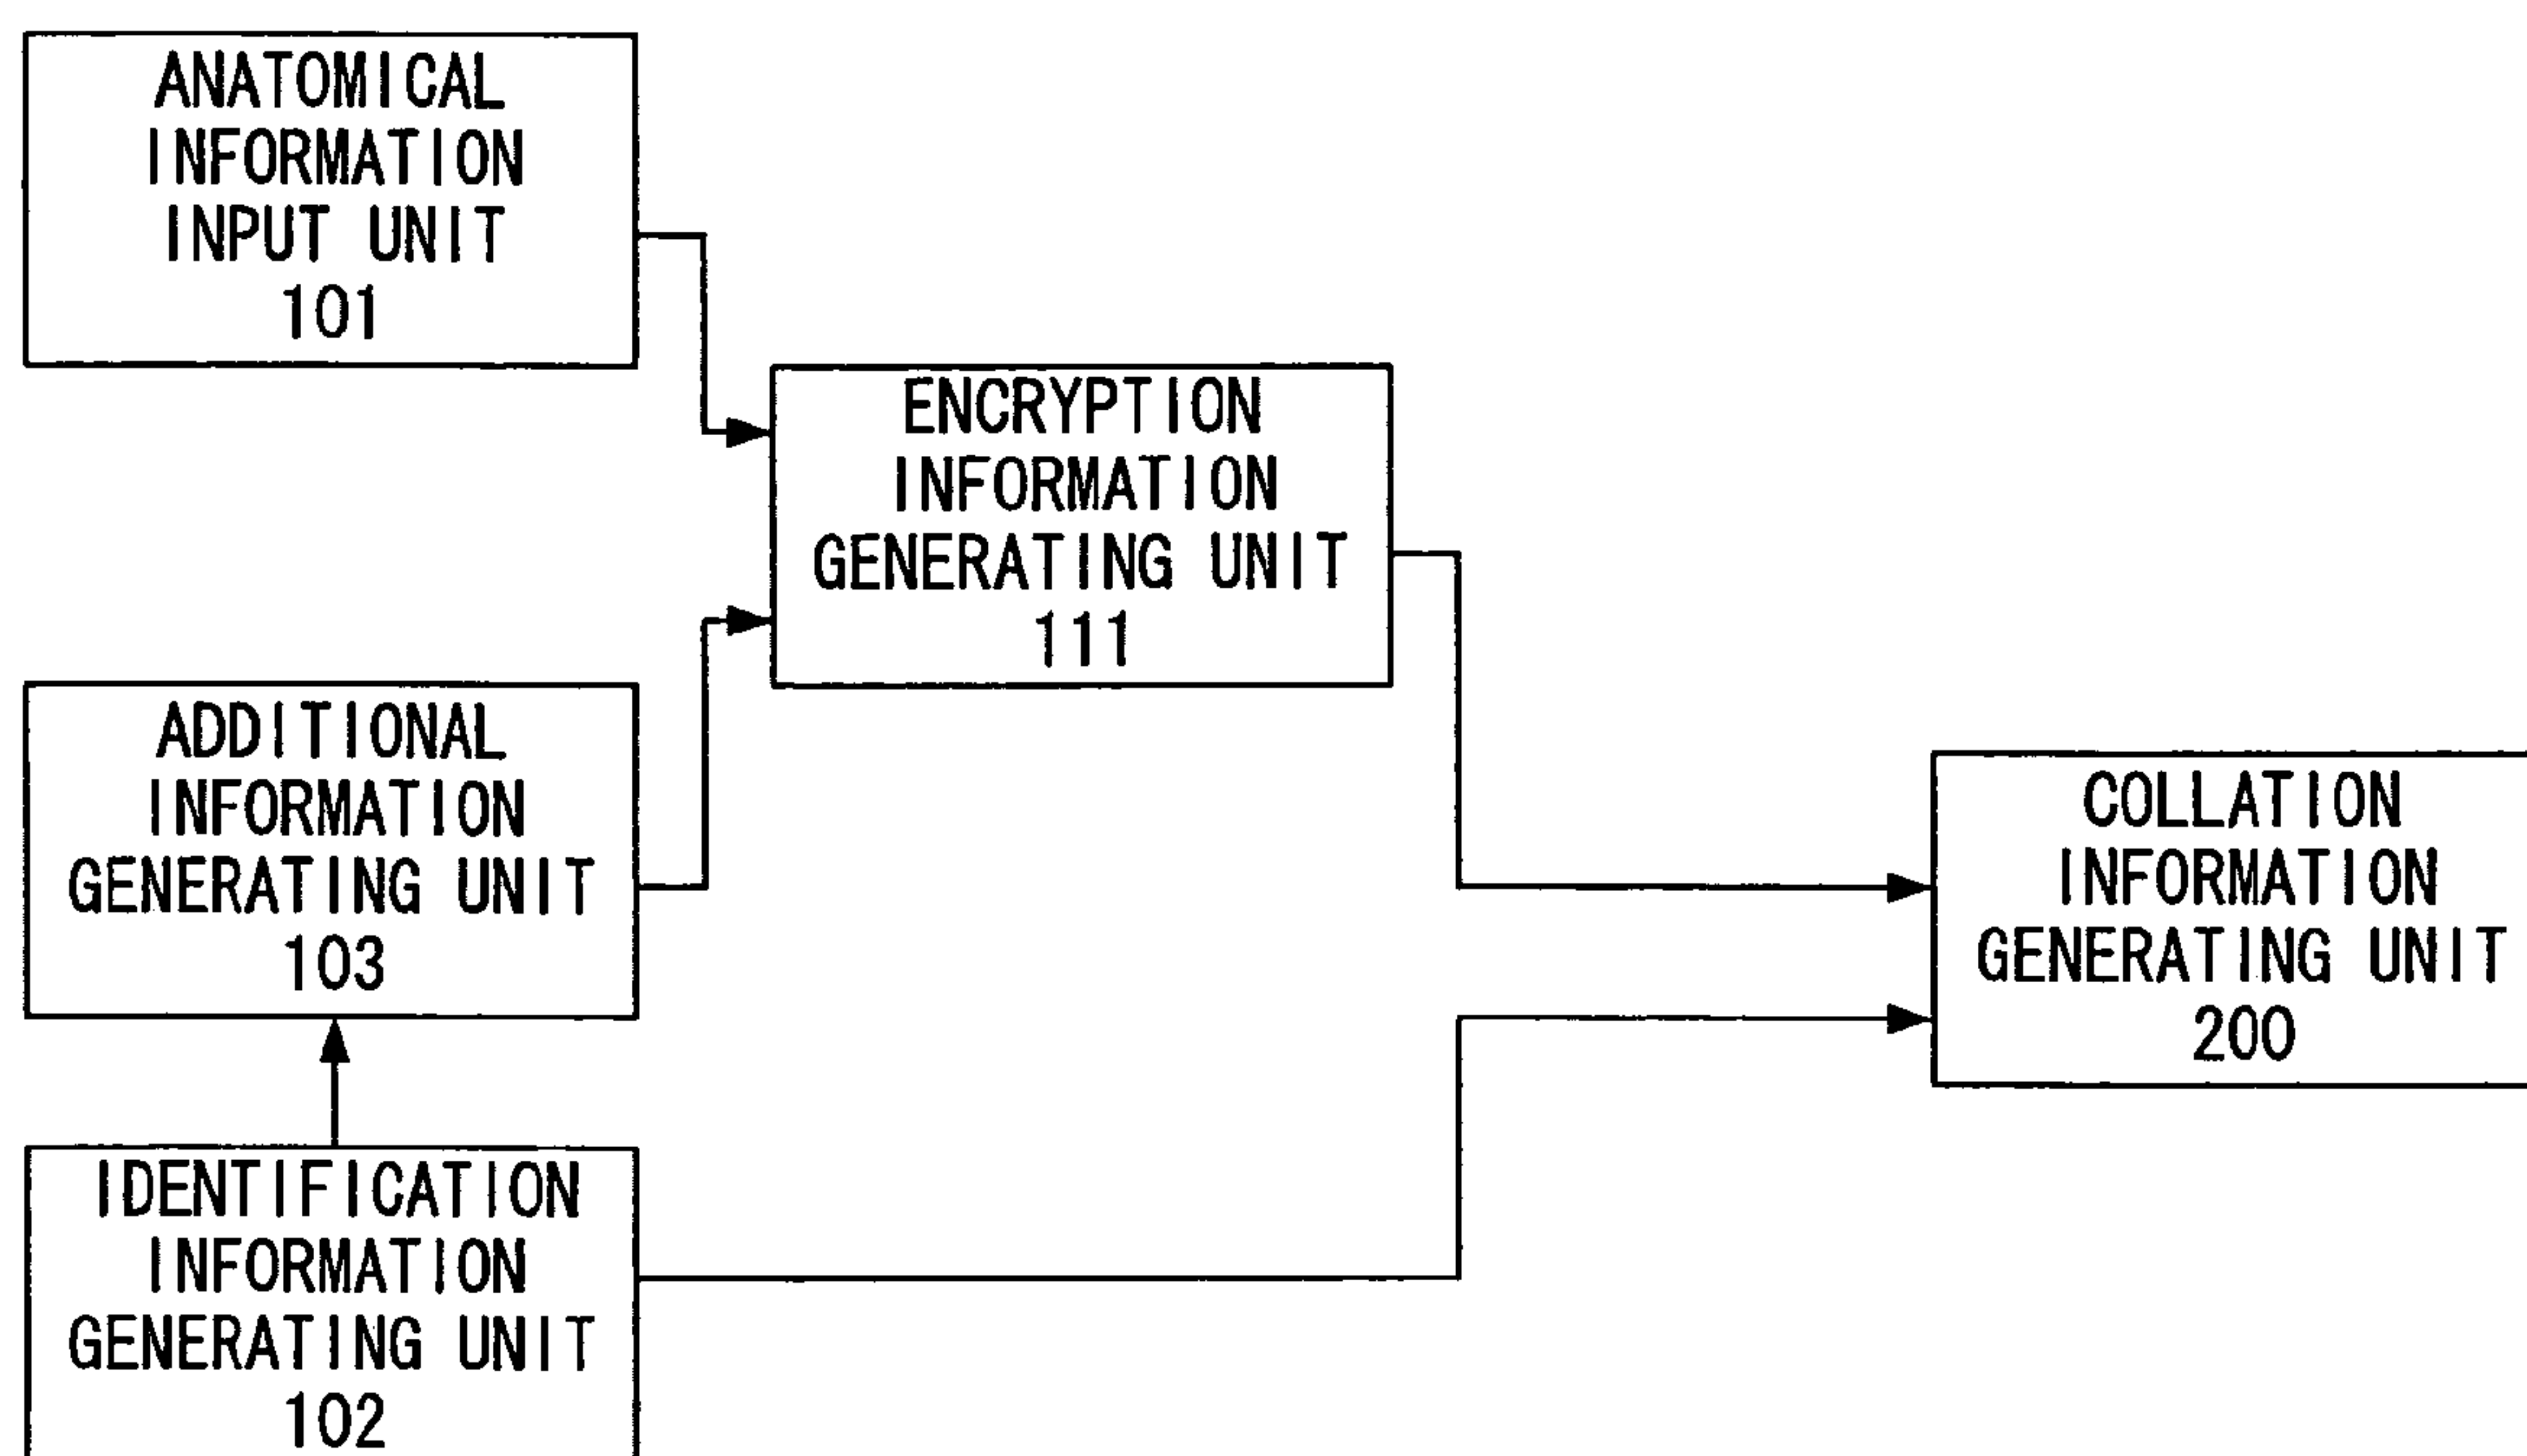 ANATOMICAL
INFORMATION
INPUT UNIT
101
ENCRYPTION
INFORMATION
GENERATING UNIT
111
ADDITIONAL
INFORMATION
GENERATING UNIT
103
COLLATION
INFORMATION
GENERATING UNIT
200
IDENTIFICATION
INFORMATION
GENERATING UNIT
102